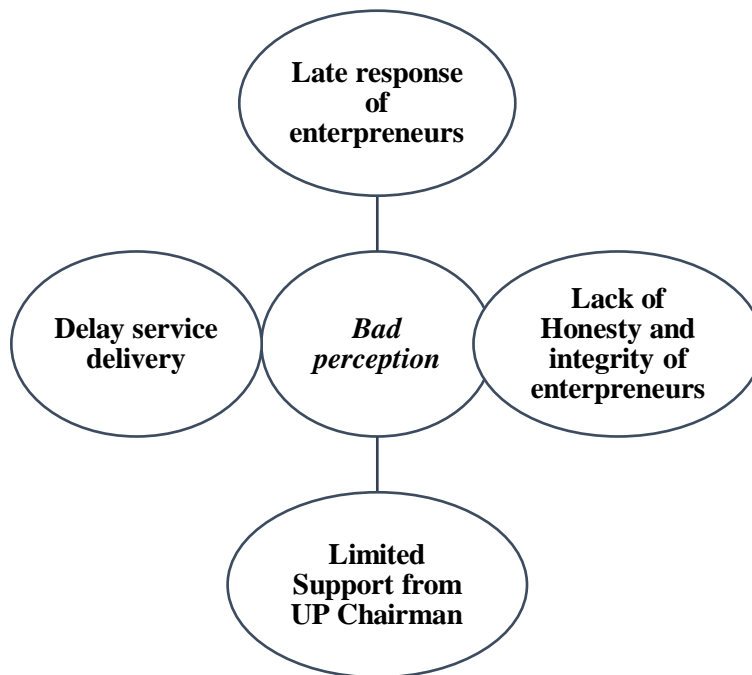 Late response
of
enterpreneurs
Delay service
delivery
Bad
perception
Lack of
Honesty and
integrity of
enterpreneurs
Limited
Support from
UP Chairman